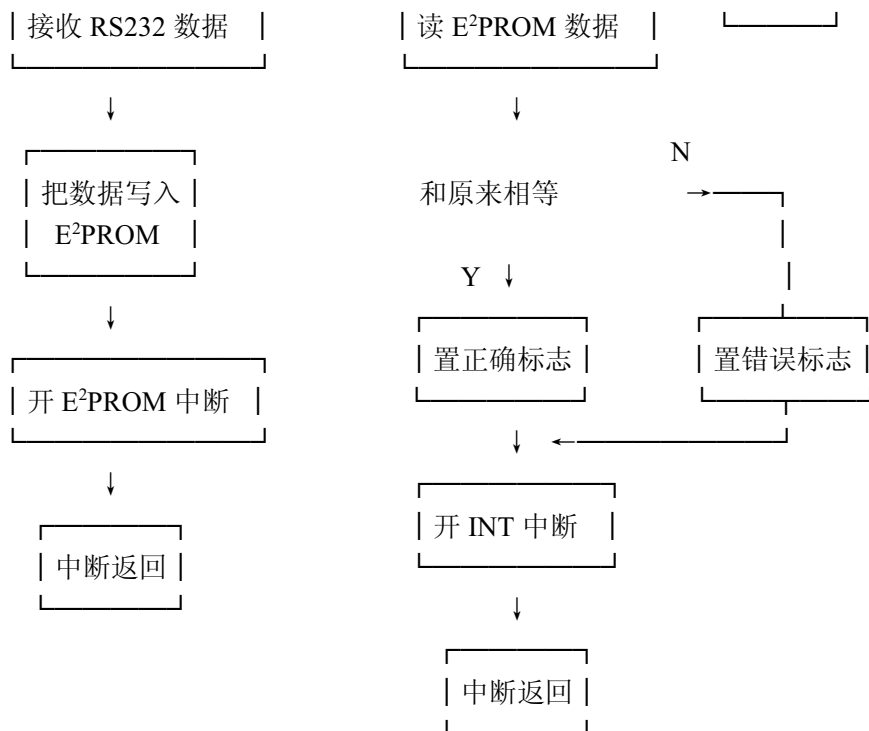 接收 RS232 数据
读 E²PROM 数据
N
把数据写入
和原来相等
E²PROM
Y
置正确标志
置错误标志
开 E²PROM 中断
开 INT 中断
中断返回
中断返回